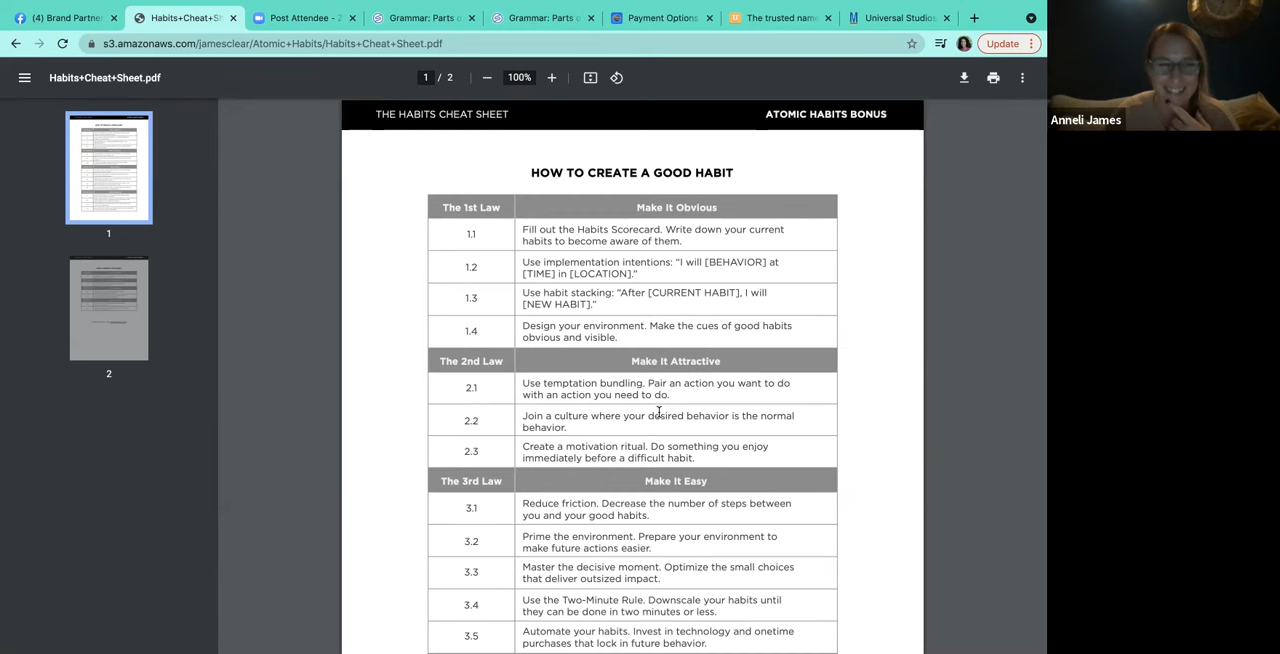 (4) Brand Partner
Habits+Cheat+S
Post Attendee - Z
Grammar: Parts o
Grammar: Parts o
Payment Options
The trusted nam
Universal Studios
s3.amazonaws.com/jamesclear/Atomic+Habits/Habits+Cheat+Sheet.pdf
Update
Habits+Cheat+Sheet.pdf
1 / 2
100%
Anneli James
1
2
THE HABITS CHEAT SHEET
ATOMIC HABITS BONUS
HOW TO CREATE A GOOD HABIT
The 1st Law
Make It Obvious
1.1
Fill out the Habits Scorecard. Write down your current
habits to become aware of them.
1.2
Use implementation intentions: “I will [BEHAVIOR] at
[TIME] in [LOCATION].”
1.3
Use habit stacking: “After [CURRENT HABIT], I will
[NEW HABIT].”
1.4
Design your environment. Make the cues of good habits
obvious and visible.
The 2nd Law
Make It Attractive
2.1
Use temptation bundling. Pair an action you want to do
with an action you need to do.
2.2
Join a culture where your desired behavior is the normal
behavior.
2.3
Create a motivation ritual. Do something you enjoy
immediately before a difficult habit.
The 3rd Law
Make It Easy
3.1
Reduce friction. Decrease the number of steps between
you and your good habits.
3.2
Prime the environment. Prepare your environment to
make future actions easier.
3.3
Master the decisive moment. Optimize the small choices
that deliver outsized impact.
3.4
Use the Two-Minute Rule. Downscale your habits until
they can be done in two minutes or less.
3.5
Automate your habits. Invest in technology and onetime
purchases that lock in future behavior.